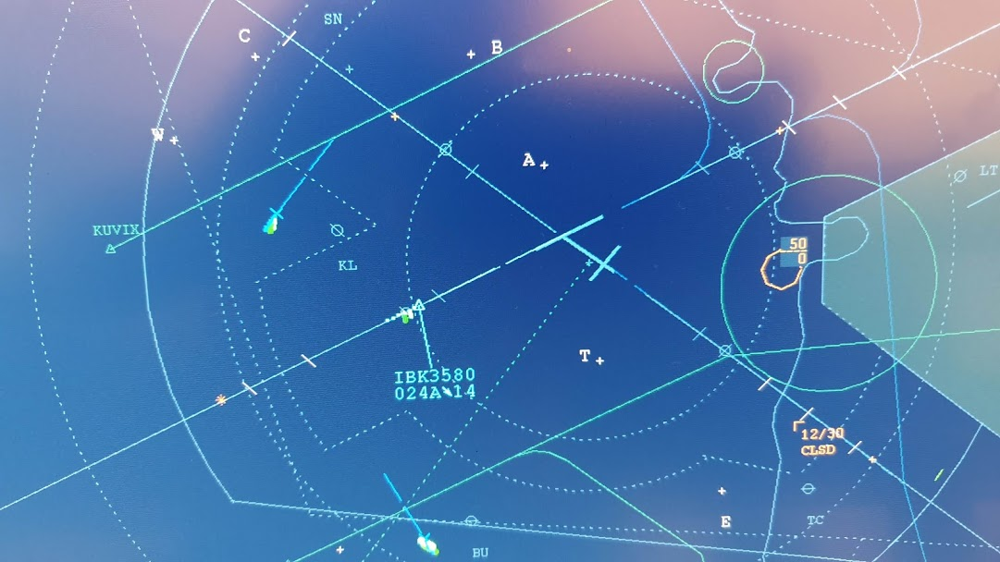 SN
C
B
W
A
LT
KUVIX
50
0
KL
T
IBK3580
024A↘14
12/30
CLSD
TC
E
BU